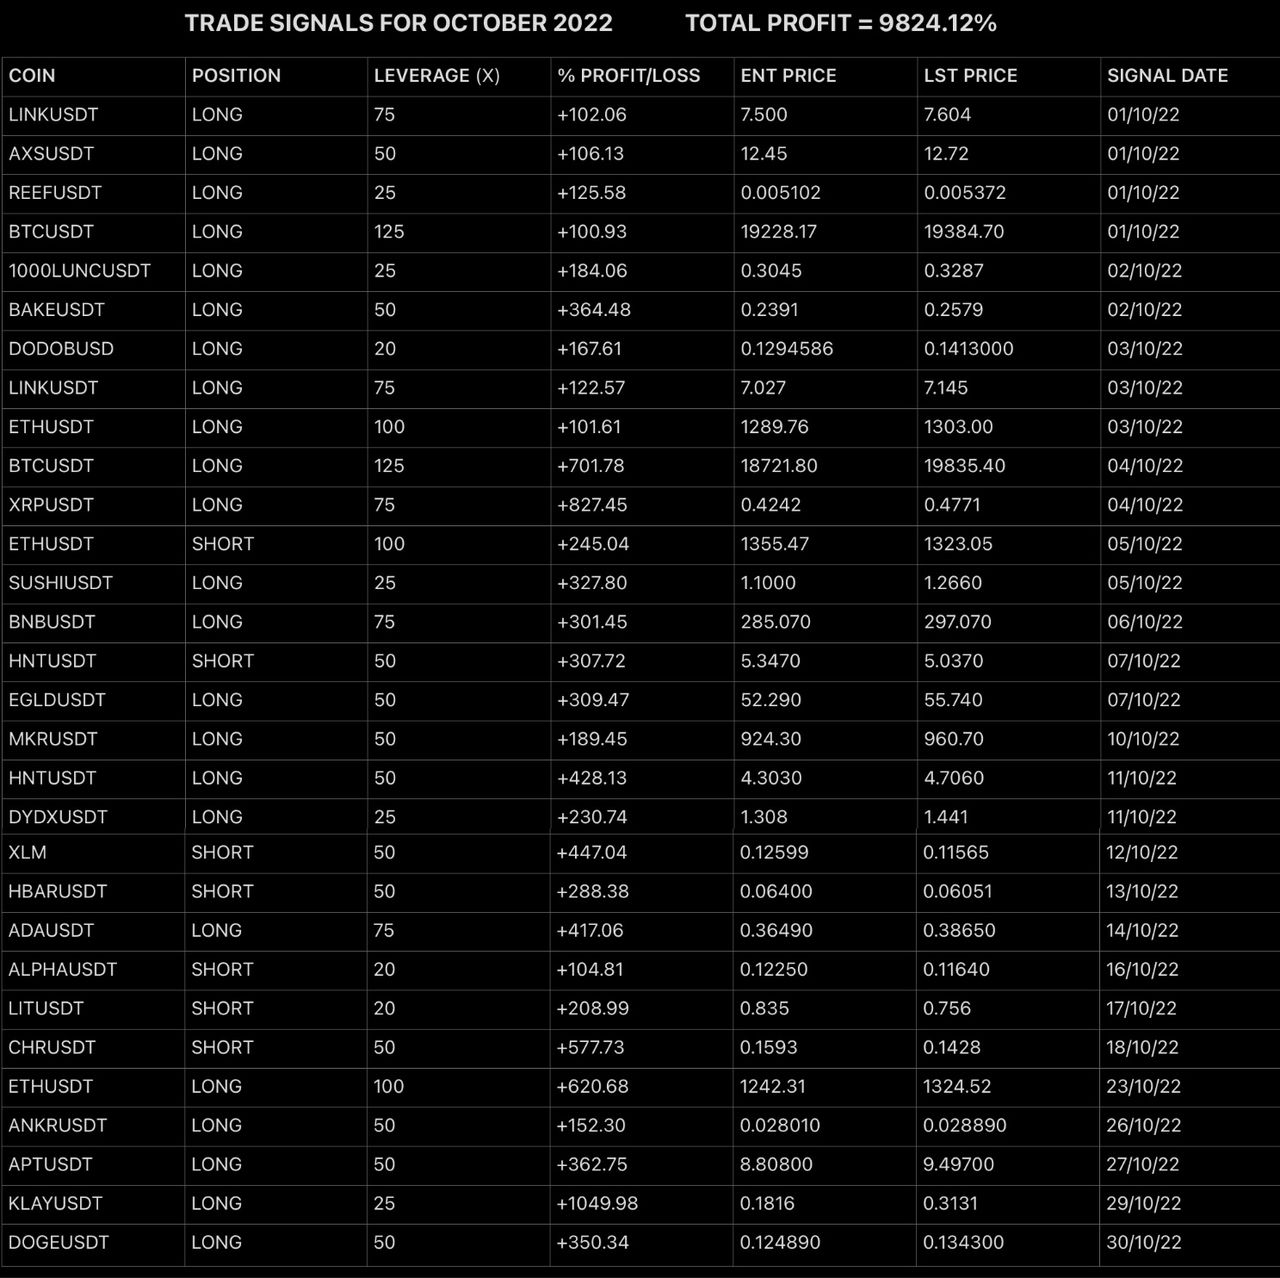 TRADE SIGNALS FOR OCTOBER 2022 TOTAL PROFIT = 9824.12%
COIN POSITION LEVERAGE (X) % PROFIT/LOSS ENT PRICE LST PRICE SIGNAL DATE
LINKUSDT LONG 75 +102.06 7.500 7.604 01/10/22
AXSUSDT LONG 50 +106.13 12.45 12.72 01/10/22
REEFUSDT LONG 25 +125.58 0.005102 0.005372 01/10/22
BTCUSDT LONG 125 +100.93 19228.17 19384.70 01/10/22
1000LUNCUSDT LONG 25 +184.06 0.3045 0.3287 02/10/22
BAKEUSDT LONG 50 +364.48 0.2391 0.2579 02/10/22
DODOBUSD LONG 20 +167.61 0.1294586 0.1413000 03/10/22
LINKUSDT LONG 75 +122.57 7.027 7.145 03/10/22
ETHUSDT LONG 100 +101.61 1289.76 1303.00 03/10/22
BTCUSDT LONG 125 +701.78 18721.80 19835.40 04/10/22
XRPUSDT LONG 75 +827.45 0.4242 0.4771 04/10/22
ETHUSDT SHORT 100 +245.04 1355.47 1323.05 05/10/22
SUSHIUSDT LONG 25 +327.80 1.1000 1.2660 05/10/22
BNBUSDT LONG 75 +301.45 285.070 297.070 06/10/22
HNTUSDT SHORT 50 +307.72 5.3470 5.0370 07/10/22
EGLDUSDT LONG 50 +309.47 52.290 55.740 07/10/22
MKRUSDT LONG 50 +189.45 924.30 960.70 10/10/22
HNTUSDT LONG 50 +428.13 4.3030 4.7060 11/10/22
DYDXUSDT LONG 25 +230.74 1.308 1.441 11/10/22
XLM SHORT 50 +447.04 0.12599 0.11565 12/10/22
HBARUSDT SHORT 50 +288.38 0.06400 0.06051 13/10/22
ADAUSDT LONG 75 +417.06 0.36490 0.38650 14/10/22
ALPHAUSDT SHORT 20 +104.81 0.12250 0.11640 16/10/22
LITUSDT SHORT 20 +208.99 0.835 0.756 17/10/22
CHRUSDT SHORT 50 +577.73 0.1593 0.1428 18/10/22
ETHUSDT LONG 100 +620.68 1242.31 1324.52 23/10/22
ANKRUSDT LONG 50 +152.30 0.028010 0.028890 26/10/22
APTUSDT LONG 50 +362.75 8.80800 9.49700 27/10/22
KLAYUSDT LONG 25 +1049.98 0.1816 0.3131 29/10/22
DOGEUSDT LONG 50 +350.34 0.124890 0.134300 30/10/22